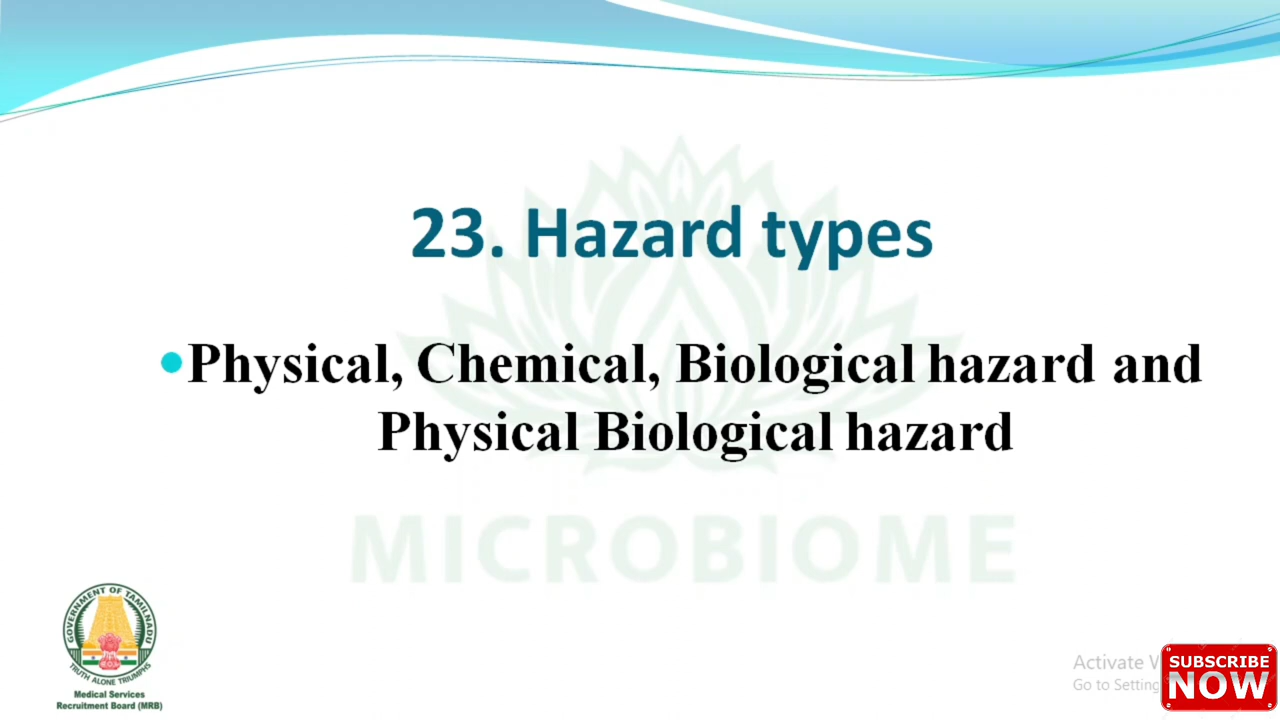 23. Hazard types
•Physical, Chemical, Biological hazard and
Physical Biological hazard
MICROBIOME
GOVERNMENT OF TAMILNADU
TRUTH ALONE TRIUMPHS
Medical Services
Recruitment Board (MRB)
Activate
Go to Setting
SUBSCRIBE
NOW